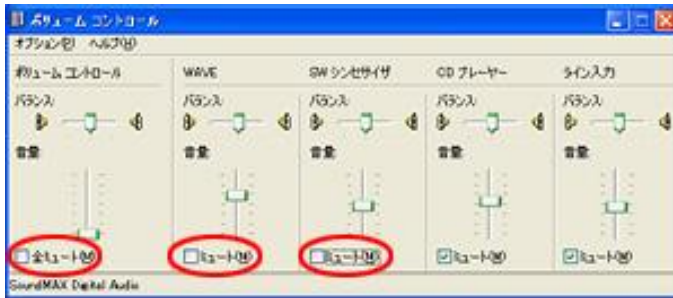 ボリューム コントロール
オプション(P) ヘルプ(H)
ボリューム コントロール WAVE SW シンセサイザ CD プレーヤー ライン入力
バランス バランス バランス バランス バランス
音量 音量 音量 音量 音量
全ミュート(M) ミュート(M) ミュート(M) ミュート(M) ミュート(M)
SoundMAX Digital Audio